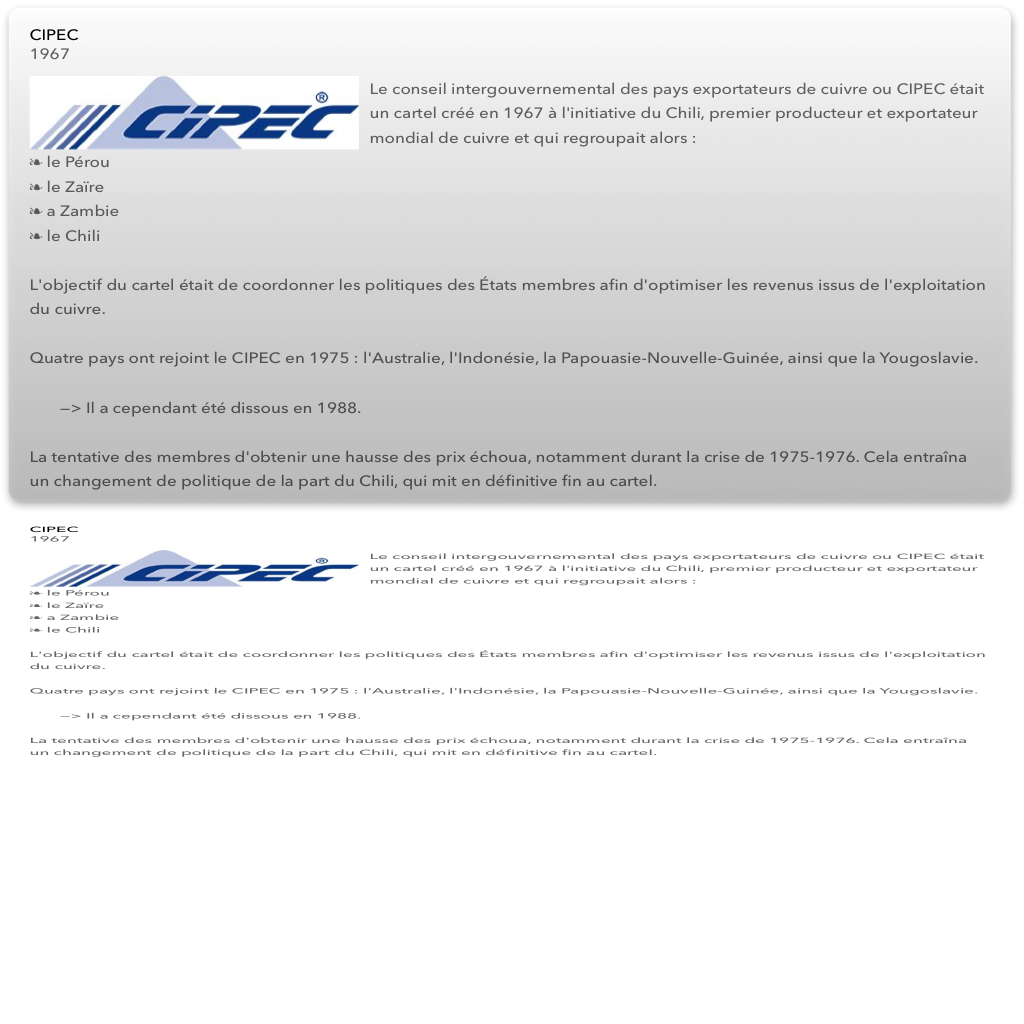 CIPEC
1967
CIPEC®
Le conseil intergouvernemental des pays exportateurs de cuivre ou CIPEC était
un cartel créé en 1967 à l'initiative du Chili, premier producteur et exportateur
mondial de cuivre et qui regroupait alors :
❧ le Pérou
❧ le Zaïre
❧ a Zambie
❧ le Chili
L'objectif du cartel était de coordonner les politiques des États membres afin d'optimiser les revenus issus de l'exploitation
du cuivre.
Quatre pays ont rejoint le CIPEC en 1975 : l'Australie, l'Indonésie, la Papouasie-Nouvelle-Guinée, ainsi que la Yougoslavie.
—> Il a cependant été dissous en 1988.
La tentative des membres d'obtenir une hausse des prix échoua, notamment durant la crise de 1975-1976. Cela entraîna
un changement de politique de la part du Chili, qui mit en définitive fin au cartel.
CIPEC
1967
CIPEC®
Le conseil intergouvernemental des pays exportateurs de cuivre ou CIPEC était
un cartel créé en 1967 à l'initiative du Chili, premier producteur et exportateur
mondial de cuivre et qui regroupait alors :
❧ le Pérou
❧ le Zaïre
❧ a Zambie
❧ le Chili
L'objectif du cartel était de coordonner les politiques des États membres afin d'optimiser les revenus issus de l'exploitation
du cuivre.
Quatre pays ont rejoint le CIPEC en 1975 : l'Australie, l'Indonésie, la Papouasie-Nouvelle-Guinée, ainsi que la Yougoslavie.
—> Il a cependant été dissous en 1988.
La tentative des membres d'obtenir une hausse des prix échoua, notamment durant la crise de 1975-1976. Cela entraîna
un changement de politique de la part du Chili, qui mit en définitive fin au cartel.